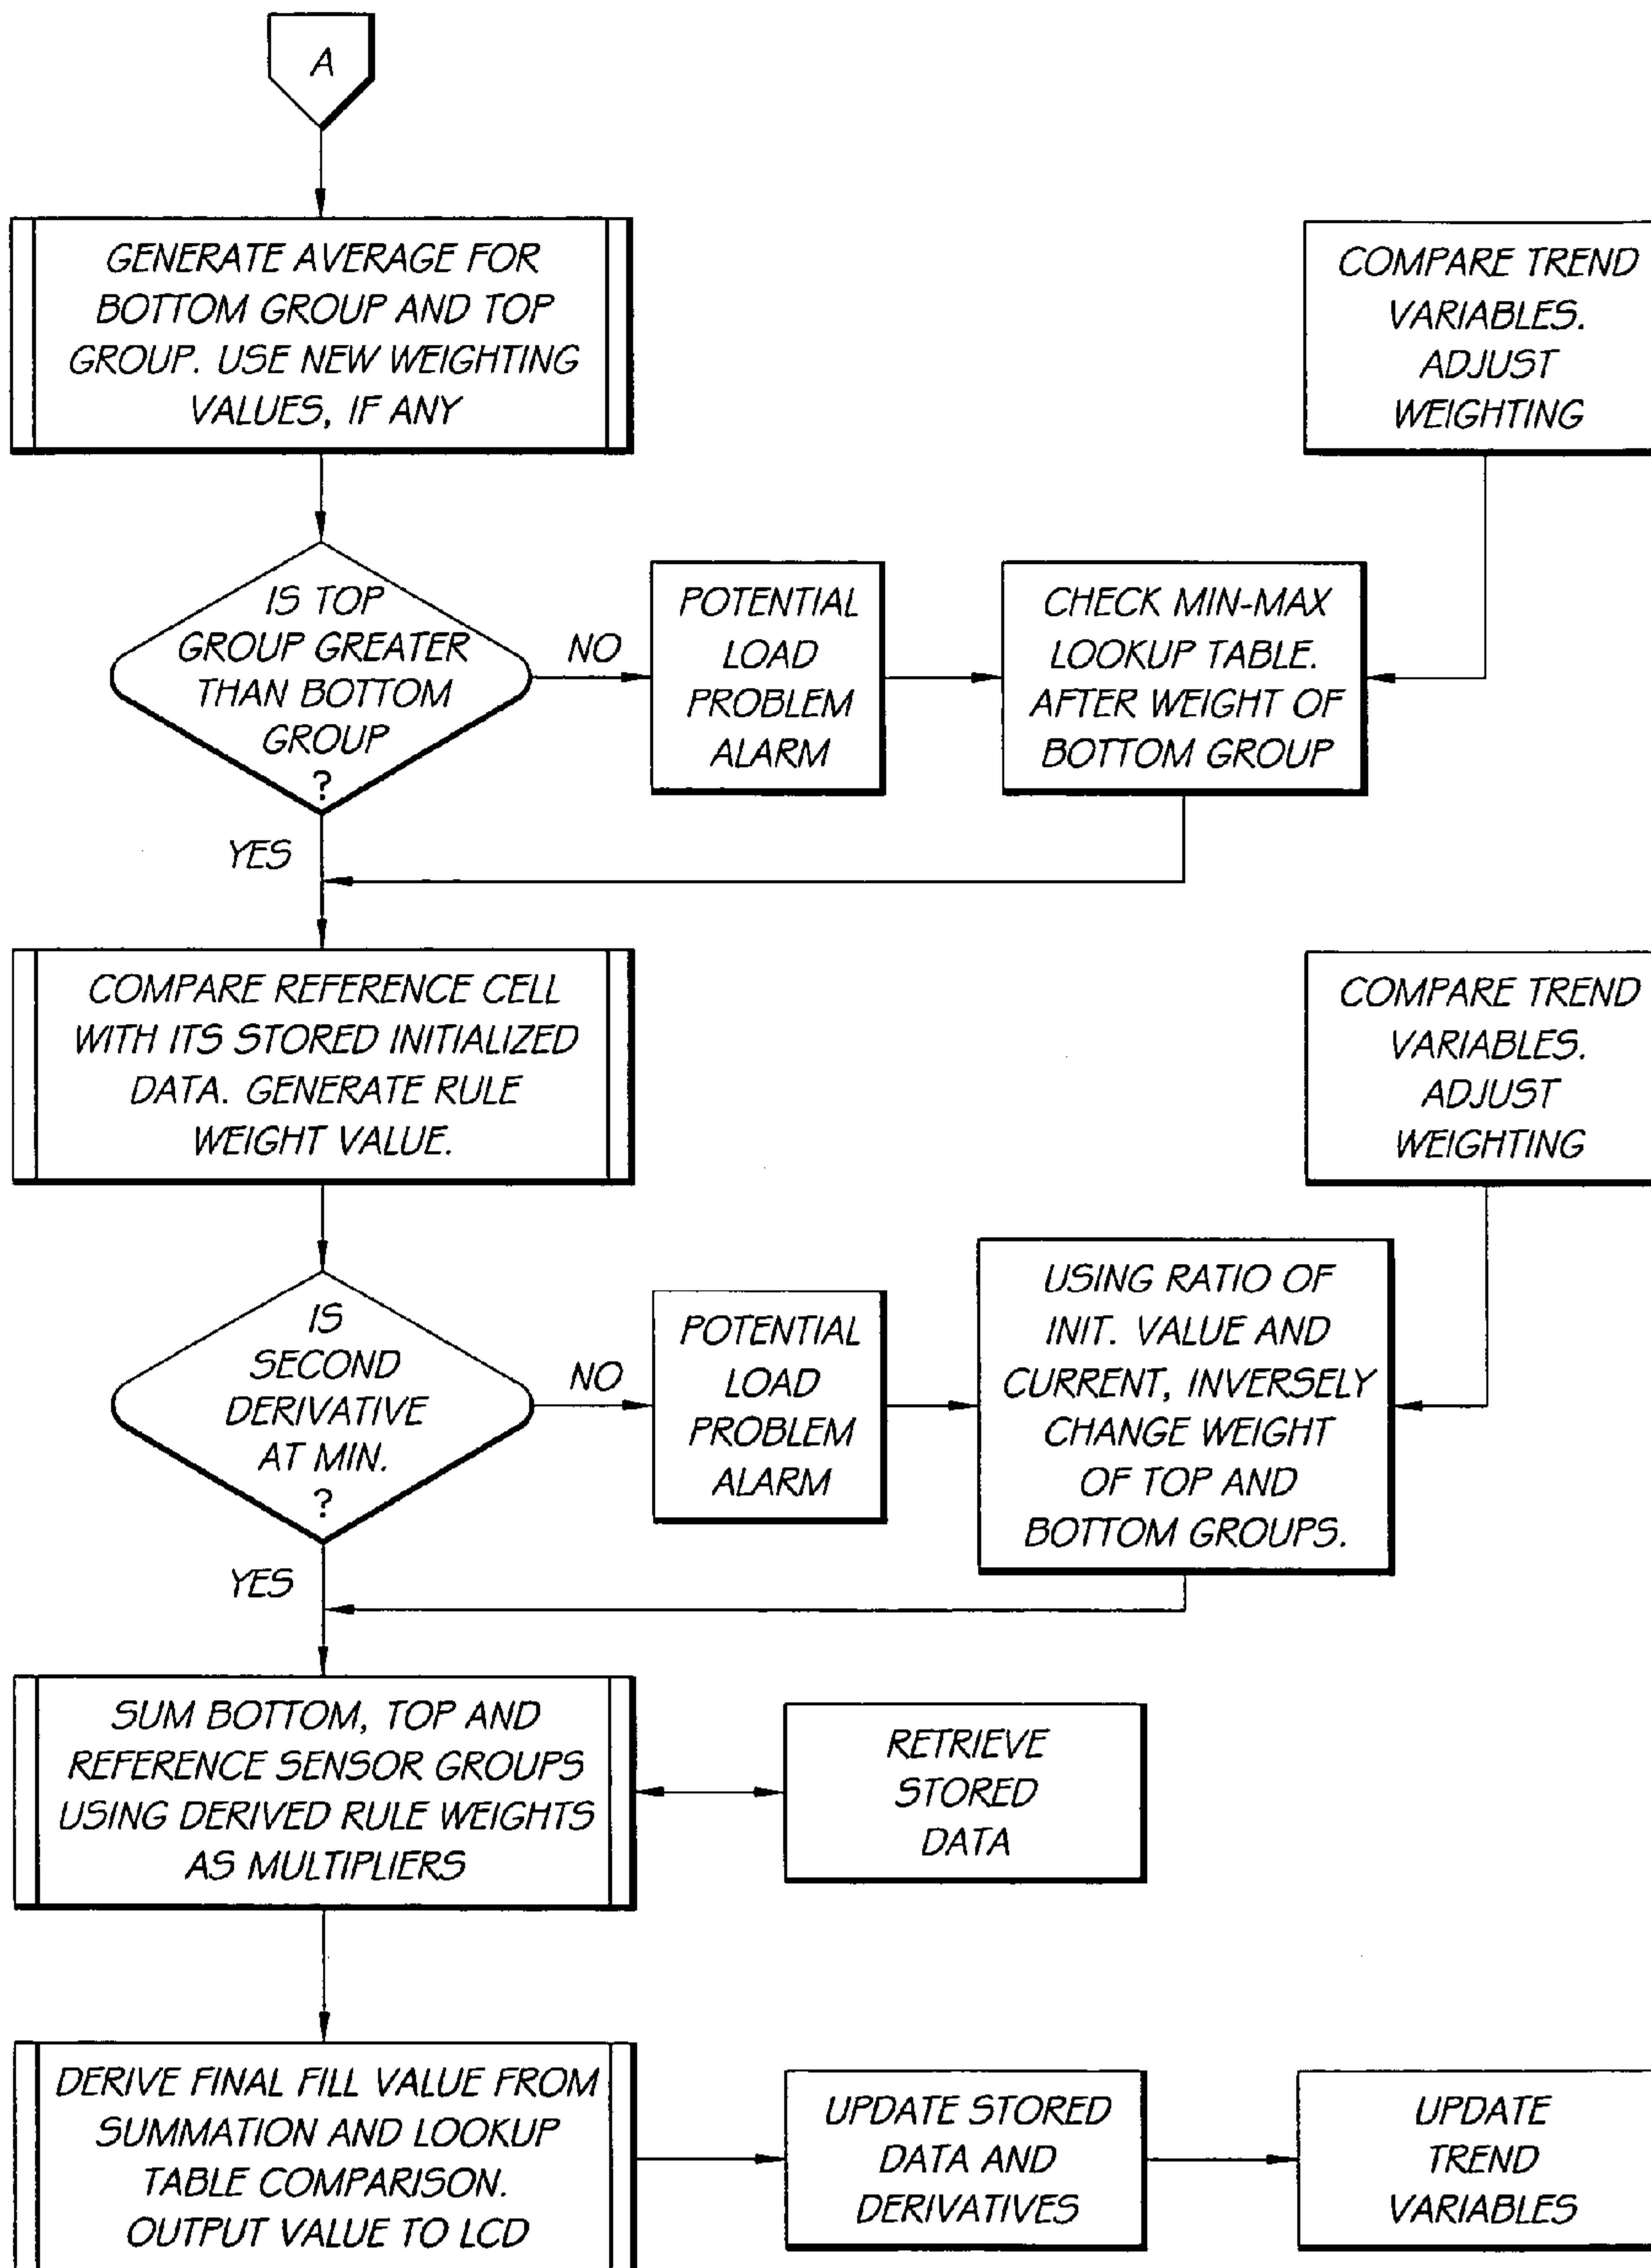 A
GENERATE AVERAGE FOR
BOTTOM GROUP AND TOP
GROUP. USE NEW WEIGHTING
VALUES, IF ANY
COMPARE TREND
VARIABLES.
ADJUST
WEIGHTING
IS TOP
GROUP GREATER
THAN BOTTOM
GROUP
?
NO
POTENTIAL
LOAD
PROBLEM
ALARM
CHECK MIN-MAX
LOOKUP TABLE.
AFTER WEIGHT OF
BOTTOM GROUP
YES
COMPARE REFERENCE CELL
WITH ITS STORED INITIALIZED
DATA. GENERATE RULE
WEIGHT VALUE.
COMPARE TREND
VARIABLES.
ADJUST
WEIGHTING
IS
SECOND
DERIVATIVE
AT MIN.
?
NO
POTENTIAL
LOAD
PROBLEM
ALARM
USING RATIO OF
INIT. VALUE AND
CURRENT, INVERSELY
CHANGE WEIGHT
OF TOP AND
BOTTOM GROUPS.
YES
SUM BOTTOM, TOP AND
REFERENCE SENSOR GROUPS
USING DERIVED RULE WEIGHTS
AS MULTIPLIERS
RETRIEVE
STORED
DATA
DERIVE FINAL FILL VALUE FROM
SUMMATION AND LOOKUP
TABLE COMPARISON.
OUTPUT VALUE TO LCD
UPDATE STORED
DATA AND
DERIVATIVES
UPDATE
TREND
VARIABLES